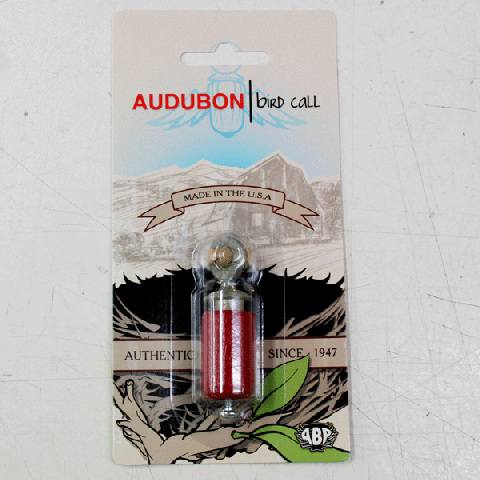 AUDUBON | bird call
MADE IN THE U.S.A
AUTHENTIC SINCE 1947
ABP